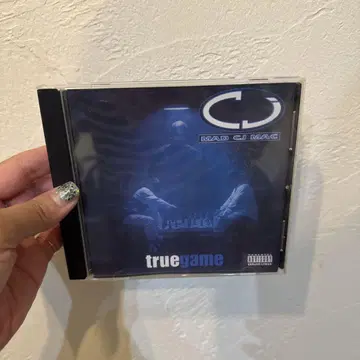 CJ
MAD CJ MAC
truegame
PARENTAL
ADVISORY
EXPLICIT CONTENT